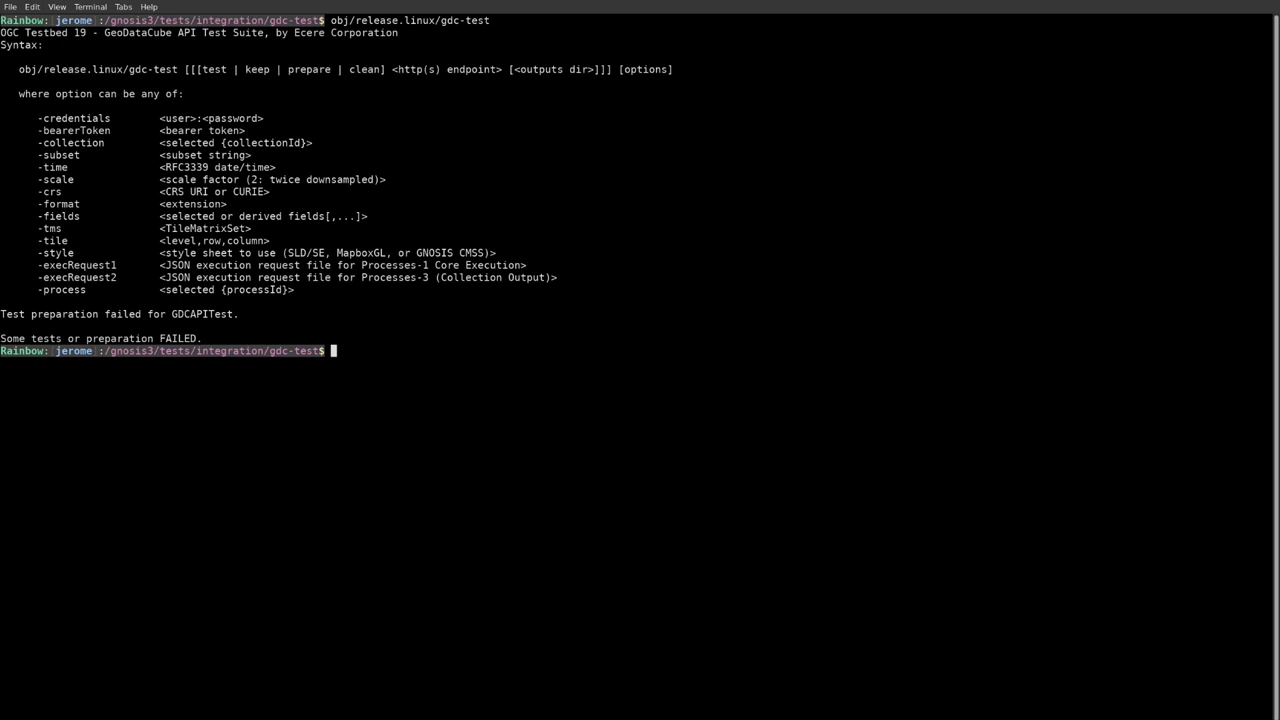 File Edit View Terminal Tabs Help
Rainbow: jerome :/gnosis3/tests/integration/gdc-test$ obj/release.linux/gdc-test
OGC Testbed 19 - GeoDataCube API Test Suite, by Ecere Corporation
Syntax:
obj/release.linux/gdc-test [[[test | keep | prepare | clean] <http(s) endpoint> [<outputs dir>]]] [options]
where option can be any of:
-credentials <user>:<password>
-bearerToken <bearer token>
-collection <selected {collectionId}>
-subset <subset string>
-time <RFC3339 date/time>
-scale <scale factor (2: twice downsampled)>
-crs <CRS URI or CURIE>
-format <extension>
-fields <selected or derived fields[,...]>
-tms <TileMatrixSet>
-tile <level,row,column>
-style <style sheet to use (SLD/SE, MapboxGL, or GNOSIS CMSS)>
-execRequest1 <JSON execution request file for Processes-1 Core Execution>
-execRequest2 <JSON execution request file for Processes-3 (Collection Output)>
-process <selected {processId}>
Test preparation failed for GDCAPITest.
Some tests or preparation FAILED.
Rainbow: jerome :/gnosis3/tests/integration/gdc-test$